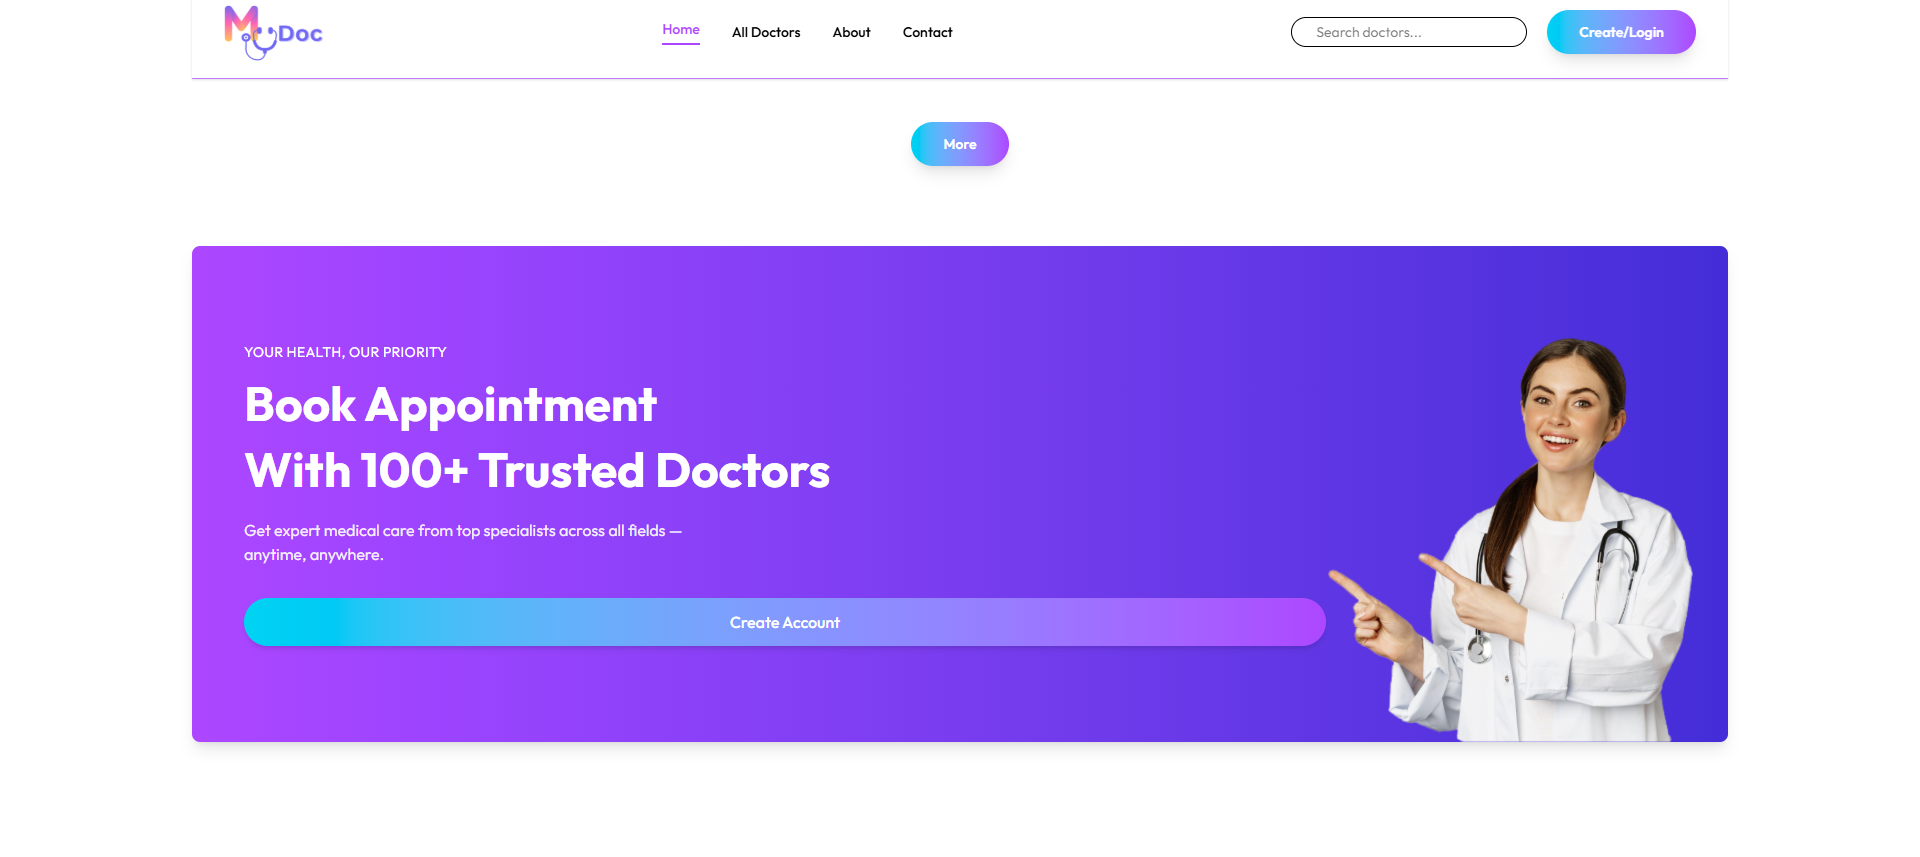 MyDoc
Home
All Doctors
About
Contact
Search doctors...
Create/Login
More
YOUR HEALTH, OUR PRIORITY
Book Appointment
With 100+ Trusted Doctors
Get expert medical care from top specialists across all fields —
anytime, anywhere.
Create Account